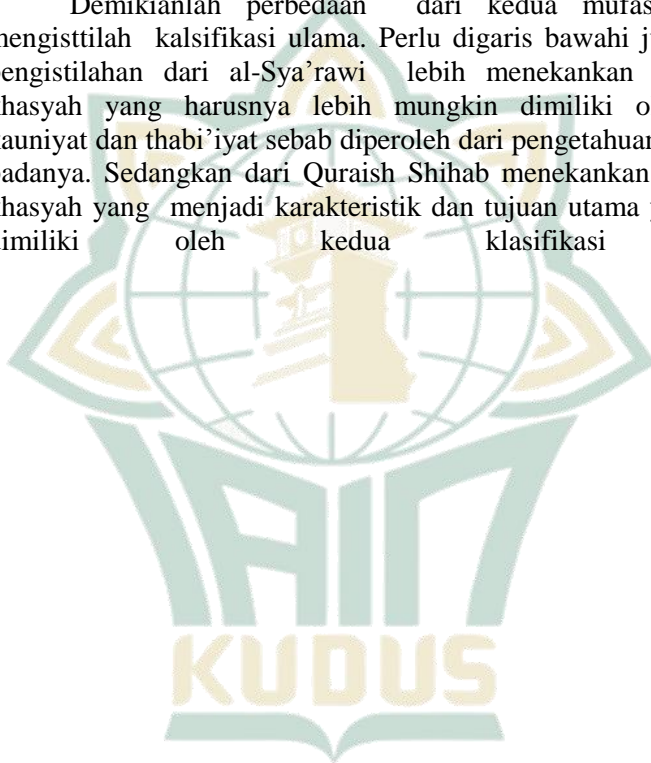 Demikianlah perbedaan dari kedua mufas
mengisttilah kalsifikasi ulama. Perlu digaris bawahi
pengistilahan dari al-Sya’rawi lebih menekankan
khasyah yang harusnya lebih mungkin dimiliki
kauniyat dan thabi’iyat sebab diperoleh dari pengetahuan
padanya. Sedangkan dari Quraish Shihab menekankan
khasyah yang menjadi karakteristik dan tujuan utama
dimiliki oleh kedua klasifikasi
IAIN
KUDUS